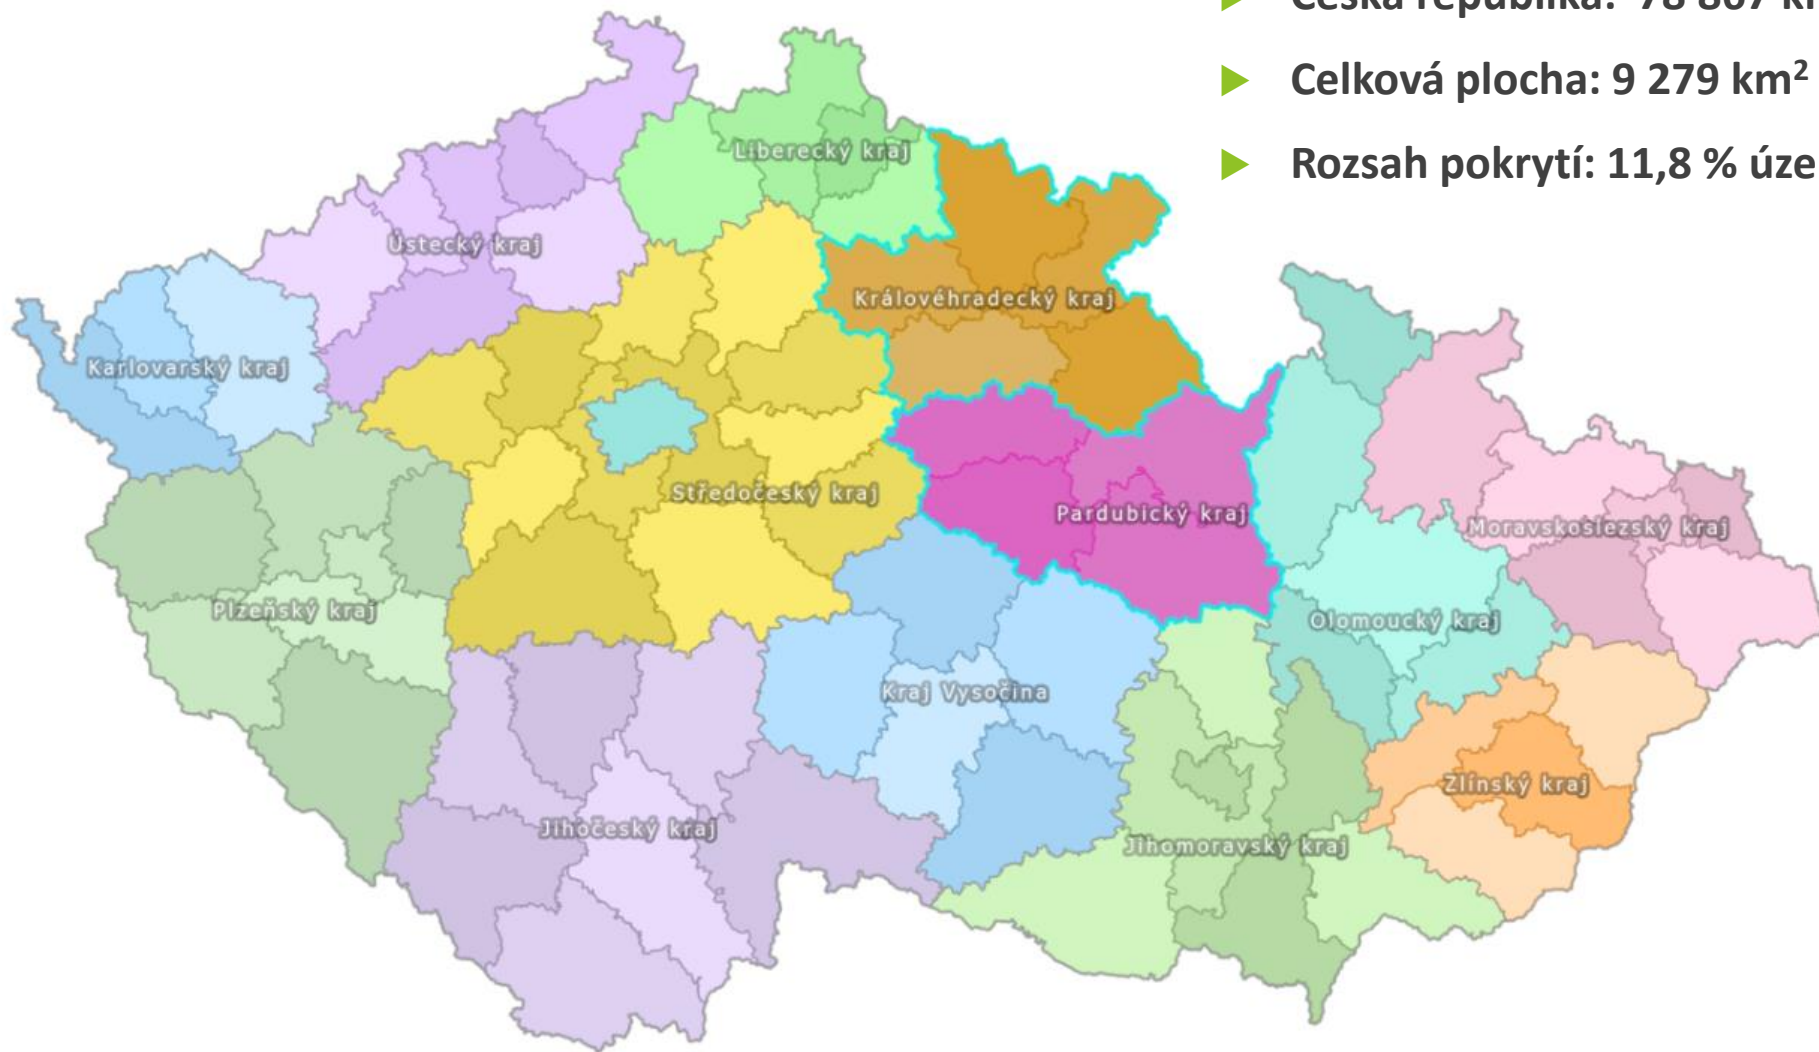 Česká republika: 78 867
Celková plocha: 9 279 km²
Rozsah pokrytí: 11,8 %
Liberecký kraj
Ústecký kraj
Královéhradecký kraj
Karlovarský kraj
Středočeský kraj
Pardubický kraj
Moravskoslezský kraj
Plzeňský kraj
Olomoucký kraj
Kraj Vysočina
Zlínský kraj
Jihočeský kraj
Jihomoravský kraj